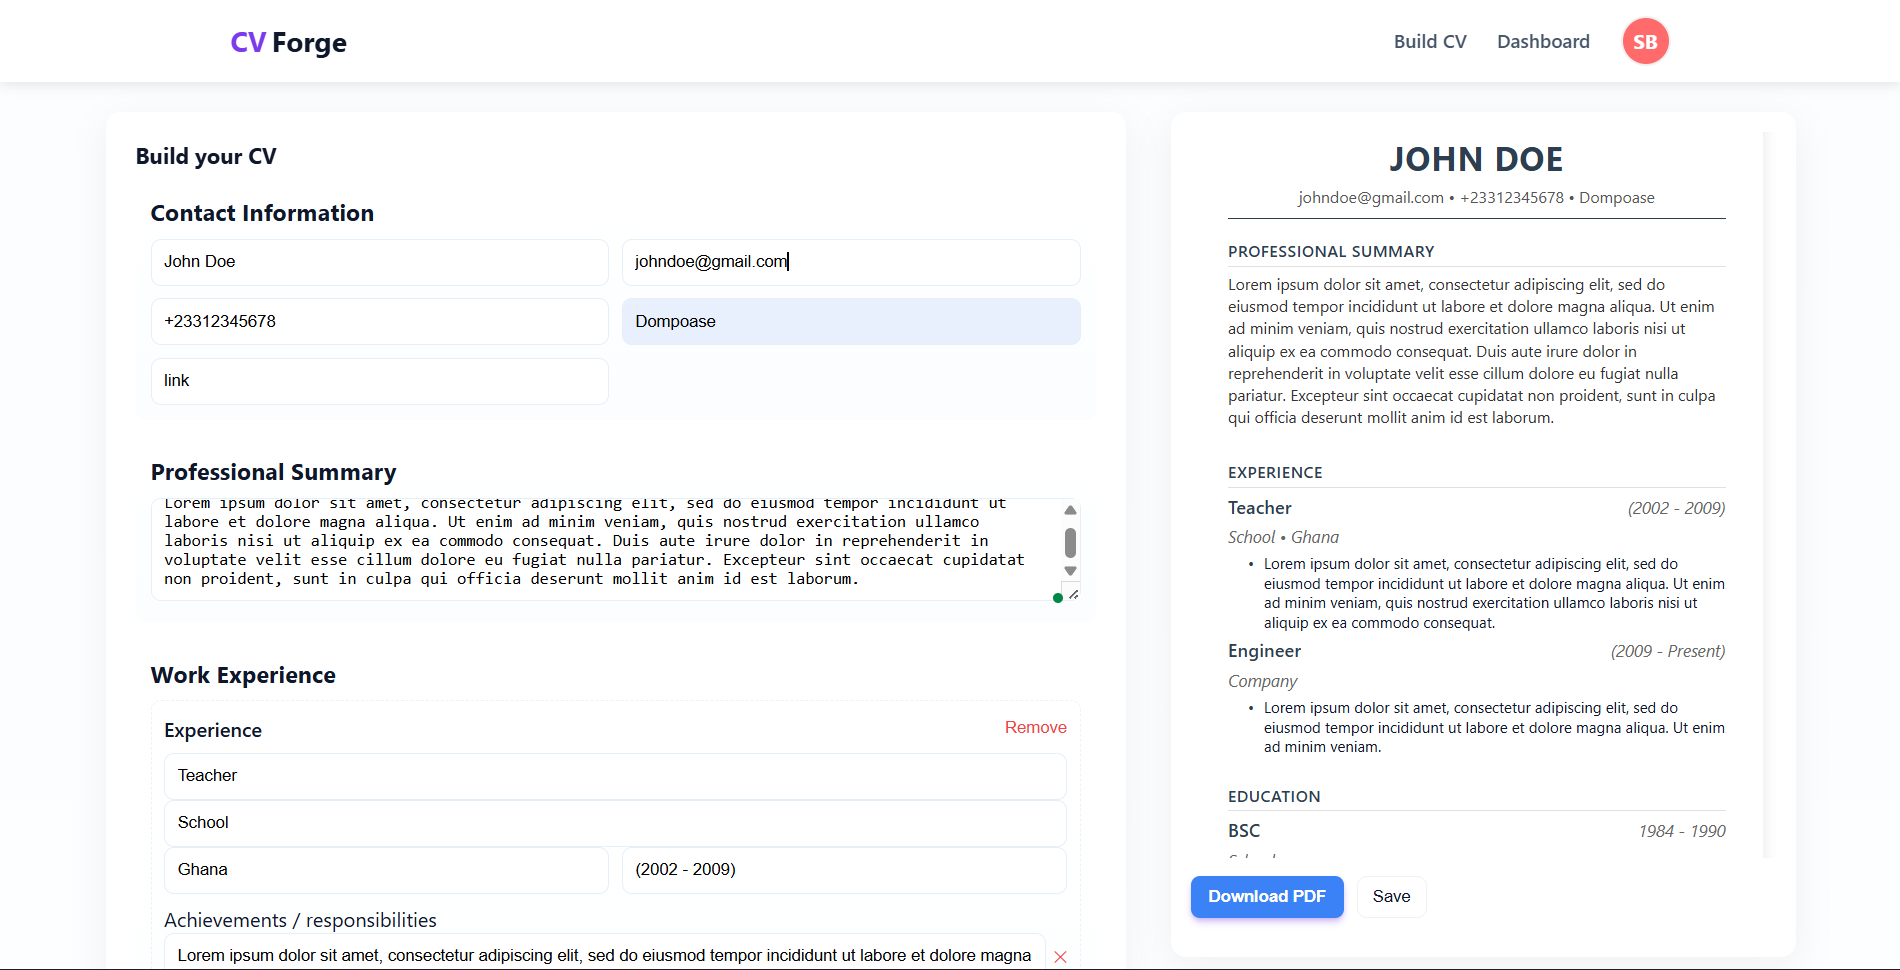 CV Forge
Build CV
Dashboard
SB
Build your CV
Contact Information
John Doe
johndoe@gmail.com
+23312345678
Dompoase
link
Professional Summary
Lorem ipsum dolor sit amet, consectetur adipiscing elit, sed do eiusmod tempor incididunt ut
labore et dolore magna aliqua. Ut enim ad minim veniam, quis nostrud exercitation ullamco
laboris nisi ut aliquip ex ea commodo consequat. Duis aute irure dolor in reprehenderit in
voluptate velit esse cillum dolore eu fugiat nulla pariatur. Excepteur sint occaecat cupidatat
non proident, sunt in culpa qui officia deserunt mollit anim id est laborum.
Work Experience
Experience
Remove
Teacher
School
Ghana
(2002 - 2009)
Achievements / responsibilities
Lorem ipsum dolor sit amet, consectetur adipiscing elit, sed do eiusmod tempor incididunt ut labore et dolore magna
JOHN DOE
johndoe@gmail.com • +23312345678 • Dompoase
PROFESSIONAL SUMMARY
Lorem ipsum dolor sit amet, consectetur adipiscing elit, sed do
eiusmod tempor incididunt ut labore et dolore magna aliqua. Ut enim
ad minim veniam, quis nostrud exercitation ullamco laboris nisi ut
aliquip ex ea commodo consequat. Duis aute irure dolor in
reprehenderit in voluptate velit esse cillum dolore eu fugiat nulla
pariatur. Excepteur sint occaecat cupidatat non proident, sunt in culpa
qui officia deserunt mollit anim id est laborum.
EXPERIENCE
Teacher
(2002 - 2009)
School • Ghana
• Lorem ipsum dolor sit amet, consectetur adipiscing elit, sed do
eiusmod tempor incididunt ut labore et dolore magna aliqua. Ut enim
ad minim veniam, quis nostrud exercitation ullamco laboris nisi ut
aliquip ex ea commodo consequat.
Engineer
(2009 - Present)
Company
• Lorem ipsum dolor sit amet, consectetur adipiscing elit, sed do
eiusmod tempor incididunt ut labore et dolore magna aliqua. Ut enim
ad minim veniam.
EDUCATION
BSC
1984 - 1990
Download PDF
Save